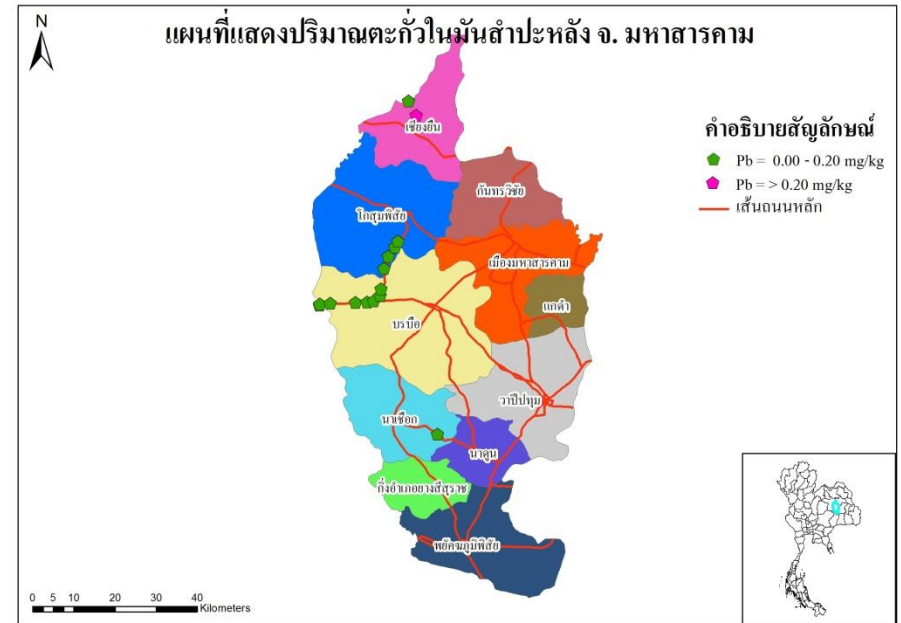 แผนที่แสดงปริมาณตะกั่วในมันสำปะหลัง จ. มหาสารคาม
N
คำอธิบายสัญลักษณ์
Pb = 0.00 - 0.20 mg/kg
Pb = > 0.20 mg/kg
เส้นถนนหลัก
เชียงยืน
กันทรวิชัย
โกสุมพิสัย
เมืองมหาสารคาม
แกดำ
บรบือ
วาปีปทุม
นาเชือก
นาดูน
กิ่งอำเภอยางสีสุราช
พยัคฆภูมิพิสัย
0 5 10 20 30 40
Kilometers